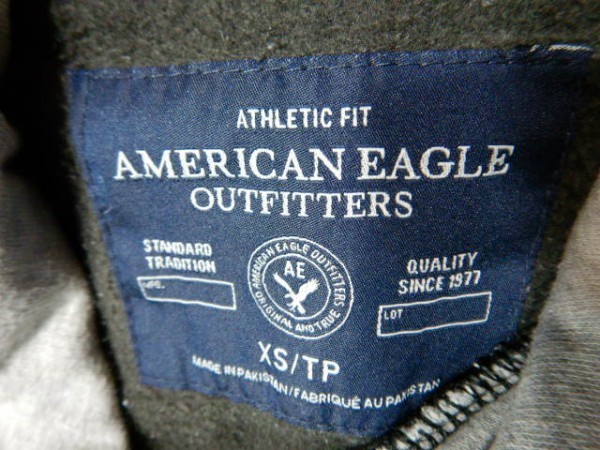 ATHLETIC FIT
AMERICAN EAGLE
OUTFITTERS
STANDARD
TRADITION
MFG.
AMERICAN EAGLE OUTFITTERS
AE
ORIGINAL AND TRUE
QUALITY
SINCE 1977
LOT
XS/TP
MADE IN PAKISTAN/FABRIQUÉ AU PAKISTAN